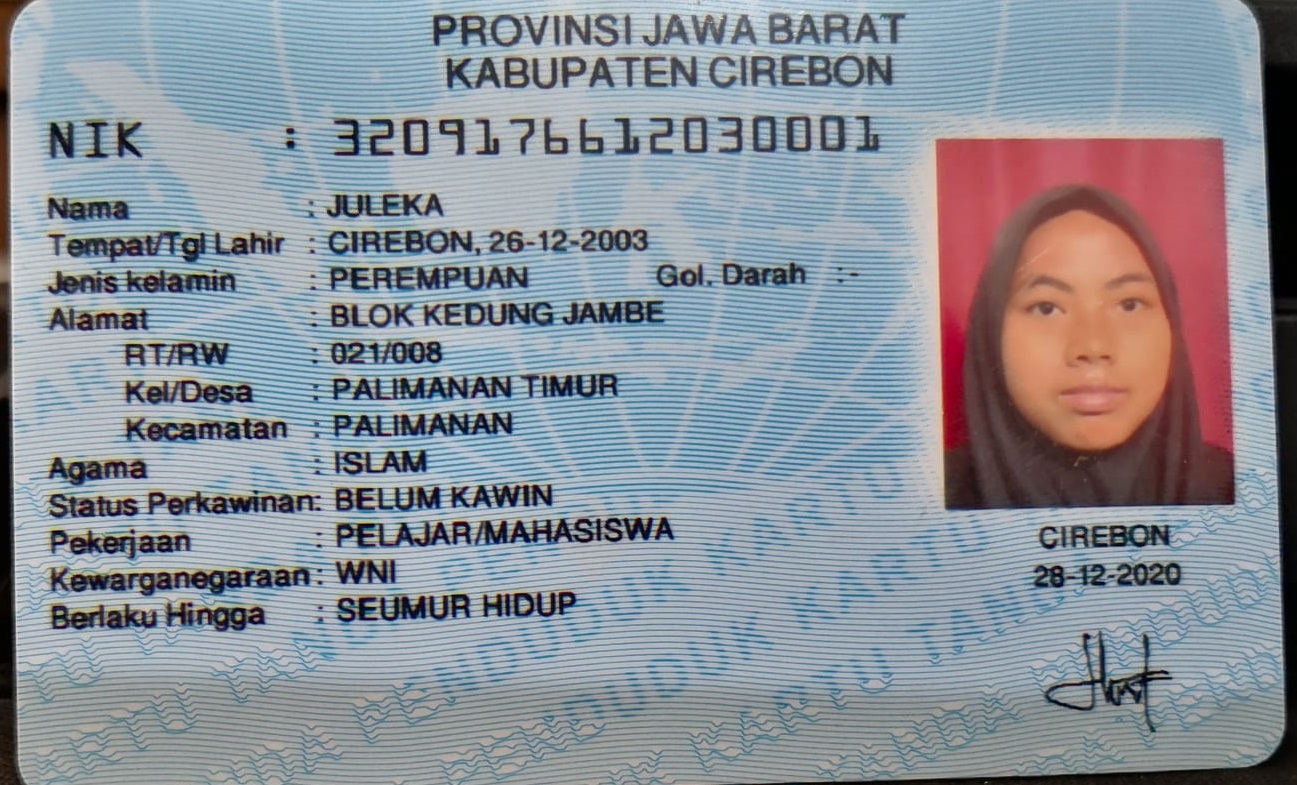 PROVINSI JAWA BARAT
KABUPATEN CIREBON
NIK : 3209176612030001
Nama : JULEKA
Tempat/Tgl Lahir : CIREBON, 26-12-2003
Jenis kelamin : PEREMPUAN Gol. Darah :-
Alamat : BLOK KEDUNG JAMBE
RT/RW : 021/008
Kel/Desa : PALIMANAN TIMUR
Kecamatan : PALIMANAN
Agama : ISLAM
Status Perkawinan: BELUM KAWIN
Pekerjaan : PELAJAR/MAHASISWA
Kewarganegaraan: WNI
Berlaku Hingga : SEUMUR HIDUP
CIREBON
28-12-2020